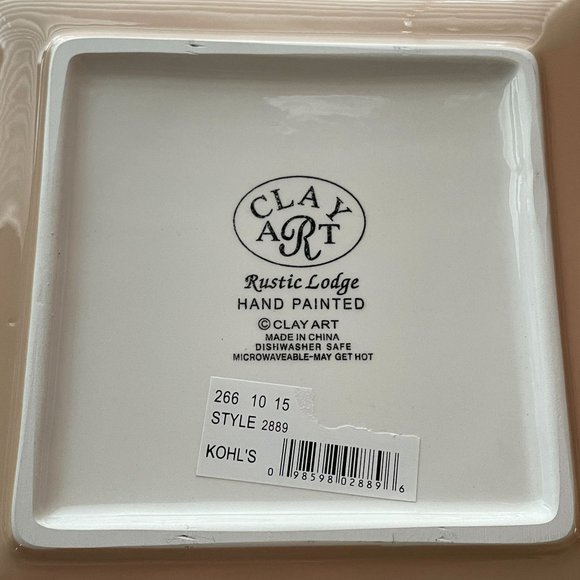 CLAY
ART
Rustic Lodge
HAND PAINTED
© CLAY ART
MADE IN CHINA
DISHWASHER SAFE
MICROWAVEABLE-MAY GET HOT
266 10 15
STYLE 2889
KOHL'S
0 98598 02889 6